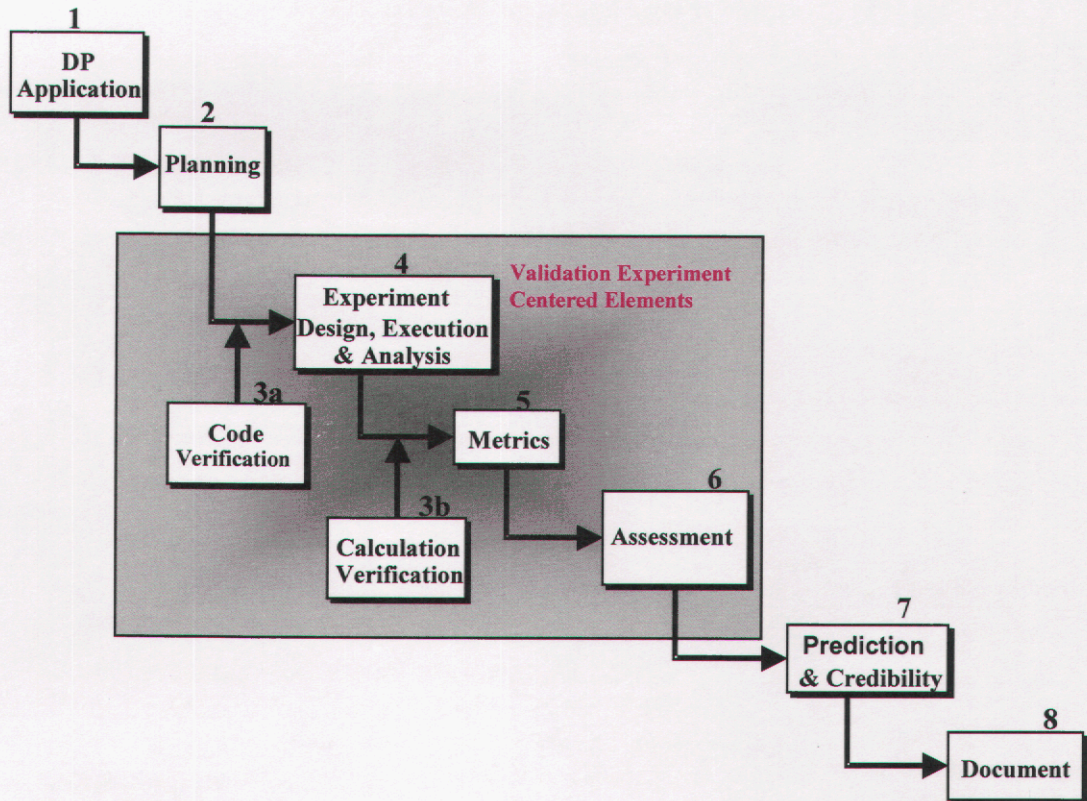 1
DP
Application
2
Planning
4
Experiment
Design, Execution
& Analysis
Validation Experiment
Centered Elements
3a
Code
Verification
5
Metrics
3b
Calculation
Verification
6
Assessment
7
Prediction
& Credibility
8
Document